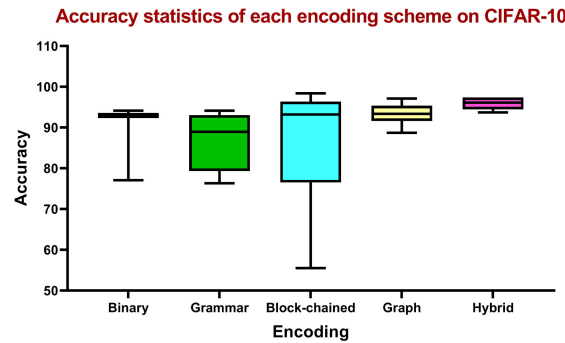 Accuracy statistics of each encoding scheme on CIFAR-10
110
100
90
80
70
60
50
Accuracy
Binary Grammar Block-chained Graph Hybrid
Encoding